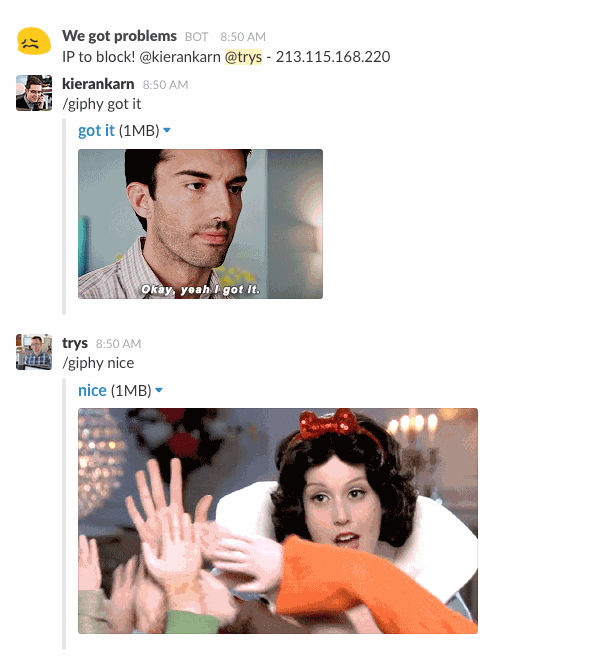 We got problems BOT 8:50 AM
IP to block! @kierankarn @trys - 213.115.168.220
kierankarn 8:50 AM
/giphy got it
got it (1MB)
Okay, yeah I got it.
trys 8:50 AM
/giphy nice
nice (1MB)